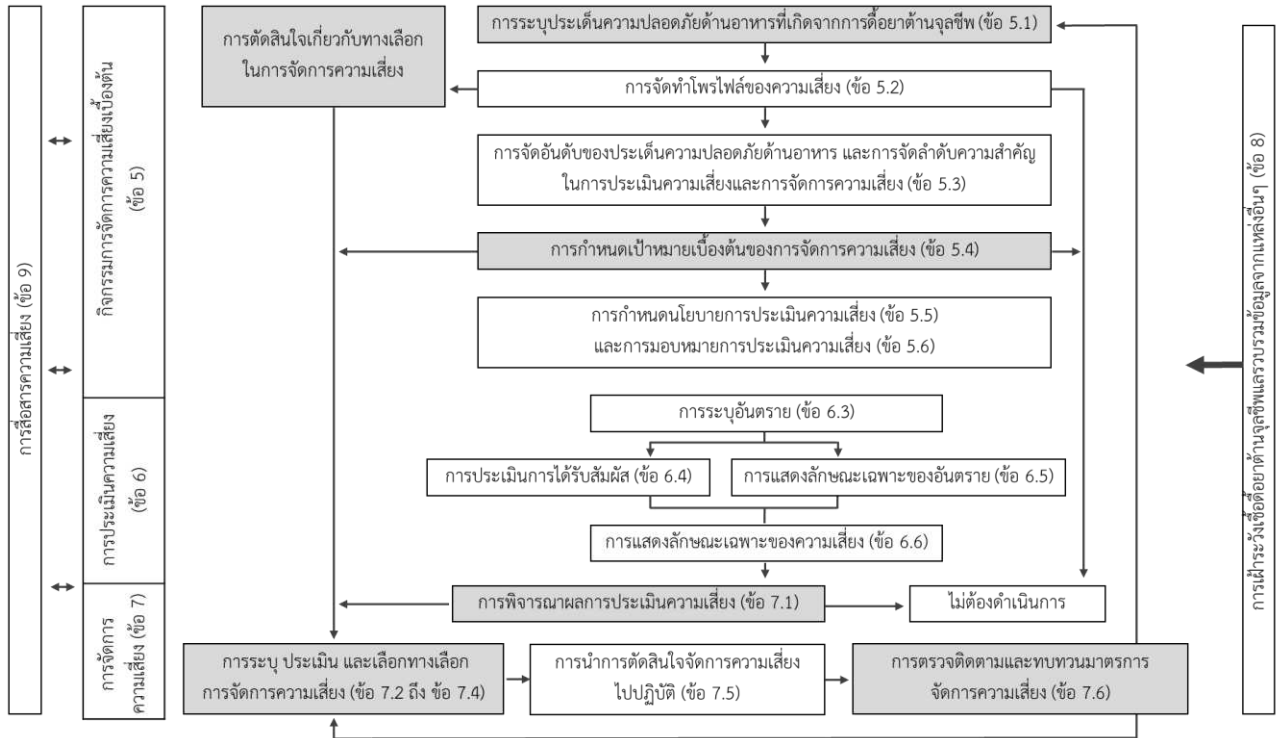 การสื่อสารความเสี่ยง (ข้อ 9)
กิจกรรมการจัดการความเสี่ยงเบื้องต้น
(ข้อ 5)
การประเมินความเสี่ยง
(ข้อ 6)
การจัดการ
ความเสี่ยง (ข้อ 7)
การตัดสินใจเกี่ยวกับทางเลือก
ในการจัดการความเสี่ยง
การระบุประเด็นความปลอดภัยด้านอาหารที่เกิดจากการดื้อยาต้านจุลชีพ (ข้อ 5.1)
การจัดทำโพรไฟล์ของความเสี่ยง (ข้อ 5.2)
การจัดอันดับของประเด็นความปลอดภัยด้านอาหาร และการจัดลำดับความสำคัญ
ในการประเมินความเสี่ยงและการจัดการความเสี่ยง (ข้อ 5.3)
การกำหนดเป้าหมายเบื้องต้นของการจัดการความเสี่ยง (ข้อ 5.4)
การกำหนดนโยบายการประเมินความเสี่ยง (ข้อ 5.5)
และการมอบหมายการประเมินความเสี่ยง (ข้อ 5.6)
การระบุอันตราย (ข้อ 6.3)
การประเมินการได้รับสัมผัส (ข้อ 6.4)
การแสดงลักษณะเฉพาะของอันตราย (ข้อ 6.5)
การแสดงลักษณะเฉพาะของความเสี่ยง (ข้อ 6.6)
การพิจารณาผลการประเมินความเสี่ยง (ข้อ 7.1)
ไม่ต้องดำเนินการ
การระบุ ประเมิน และเลือกทางเลือก
การจัดการความเสี่ยง (ข้อ 7.2 ถึง ข้อ 7.4)
การนำการตัดสินใจจัดการความเสี่ยง
ไปปฏิบัติ (ข้อ 7.5)
การตรวจติดตามและทบทวนมาตรการ
จัดการความเสี่ยง (ข้อ 7.6)
การเฝ้าระวังเชื้อดื้อยาต้านจุลชีพและรวบรวมข้อมูลจากแหล่งอื่นๆ (ข้อ 8)